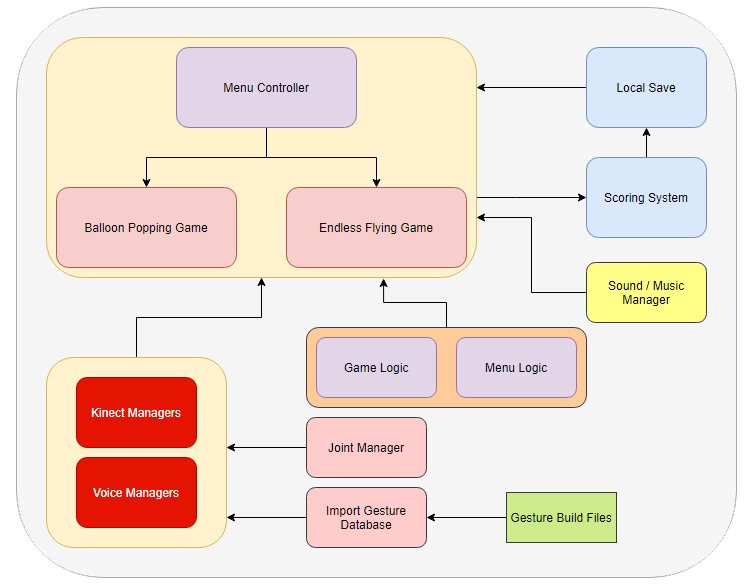 Menu Controller
Local Save
Balloon Popping Game
Endless Flying Game
Scoring System
Sound / Music
Manager
Game Logic
Menu Logic
Kinect Managers
Joint Manager
Voice Managers
Import Gesture
Database
Gesture Build Files